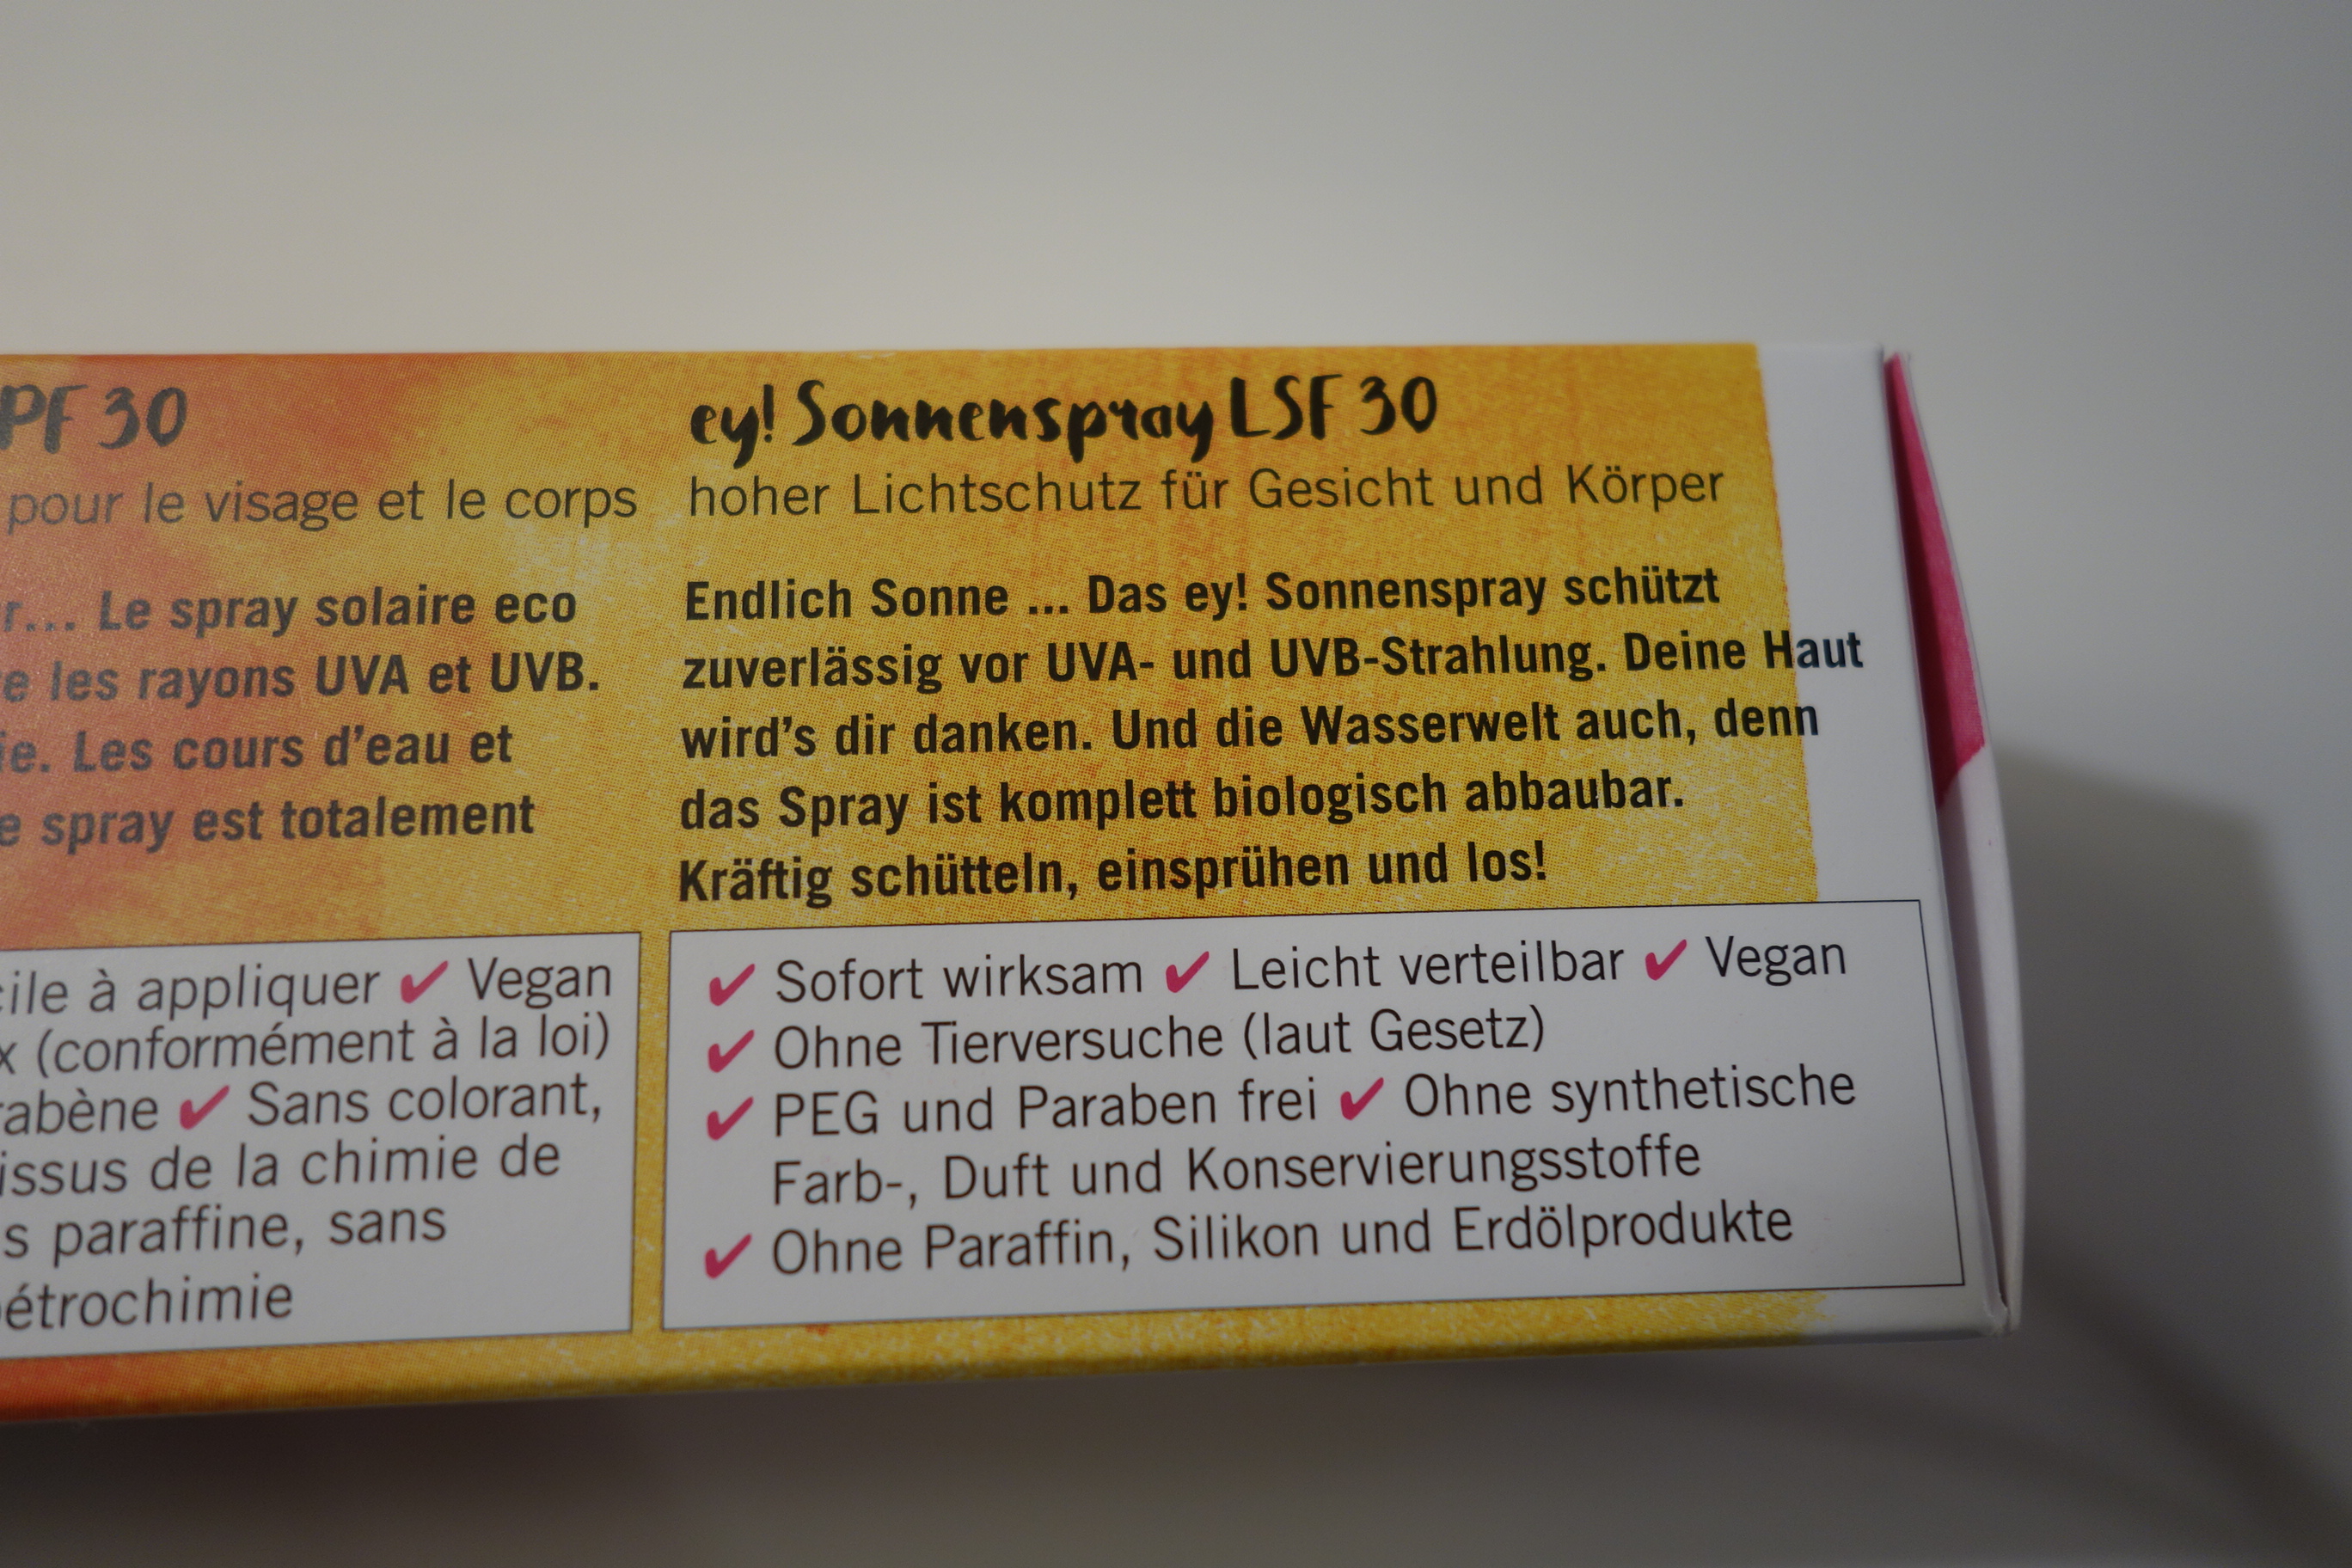 PF 30
pour le visage et le corps
r... Le spray solaire eco
e les rayons UVA et UVB.
ie. Les cours d'eau et
e spray est totalement
cile à appliquer ✔ Vegan
x (conformément à la loi)
rabène ✔ Sans colorant,
issus de la chimie de
s paraffine, sans
pétrochimie
ey! Sonnenspray LSF 30
hoher Lichtschutz für Gesicht und Körper
Endlich Sonne ... Das ey! Sonnenspray schützt
zuverlässig vor UVA- und UVB-Strahlung. Deine Haut
wird's dir danken. Und die Wasserwelt auch, denn
das Spray ist komplett biologisch abbaubar.
Kräftig schütteln, einsprühen und los!
✔ Sofort wirksam ✔ Leicht verteilbar ✔ Vegan
✔ Ohne Tierversuche (laut Gesetz)
✔ PEG und Paraben frei ✔ Ohne synthetische
Farb-, Duft und Konservierungsstoffe
✔ Ohne Paraffin, Silikon und Erdölprodukte